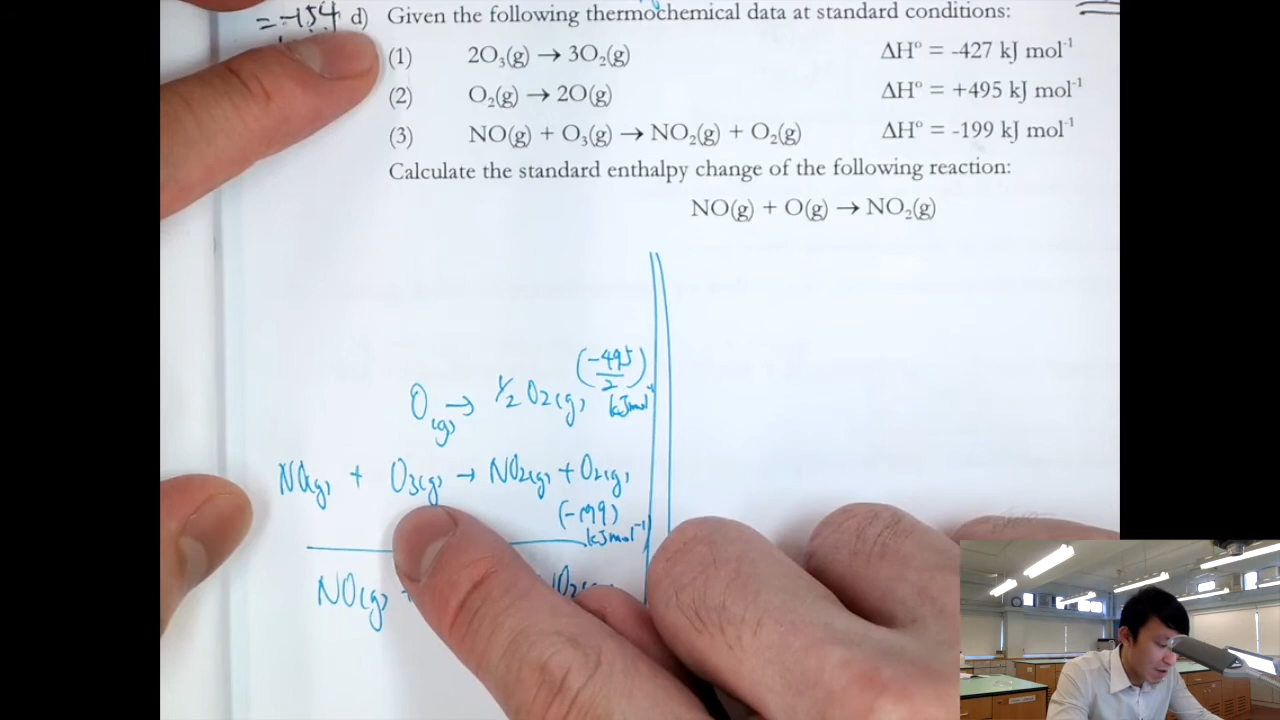 =-154 d) Given the following thermochemical data at standard conditions:
(1) 2O₃(g) → 3O₂(g) ΔH° = -427 kJ mol⁻¹
(2) O₂(g) → 2O(g) ΔH° = +495 kJ mol⁻¹
(3) NO(g) + O₃(g) → NO₂(g) + O₂(g) ΔH° = -199 kJ mol⁻¹
Calculate the standard enthalpy change of the following reaction:
NO(g) + O(g) → NO₂(g)
O(g) → ½ O₂(g) (-495/2) kJmol⁻¹
NO(g) + O₃(g) → NO₂(g) + O₂(g)
(-199)
kJmol⁻¹
NO(g)